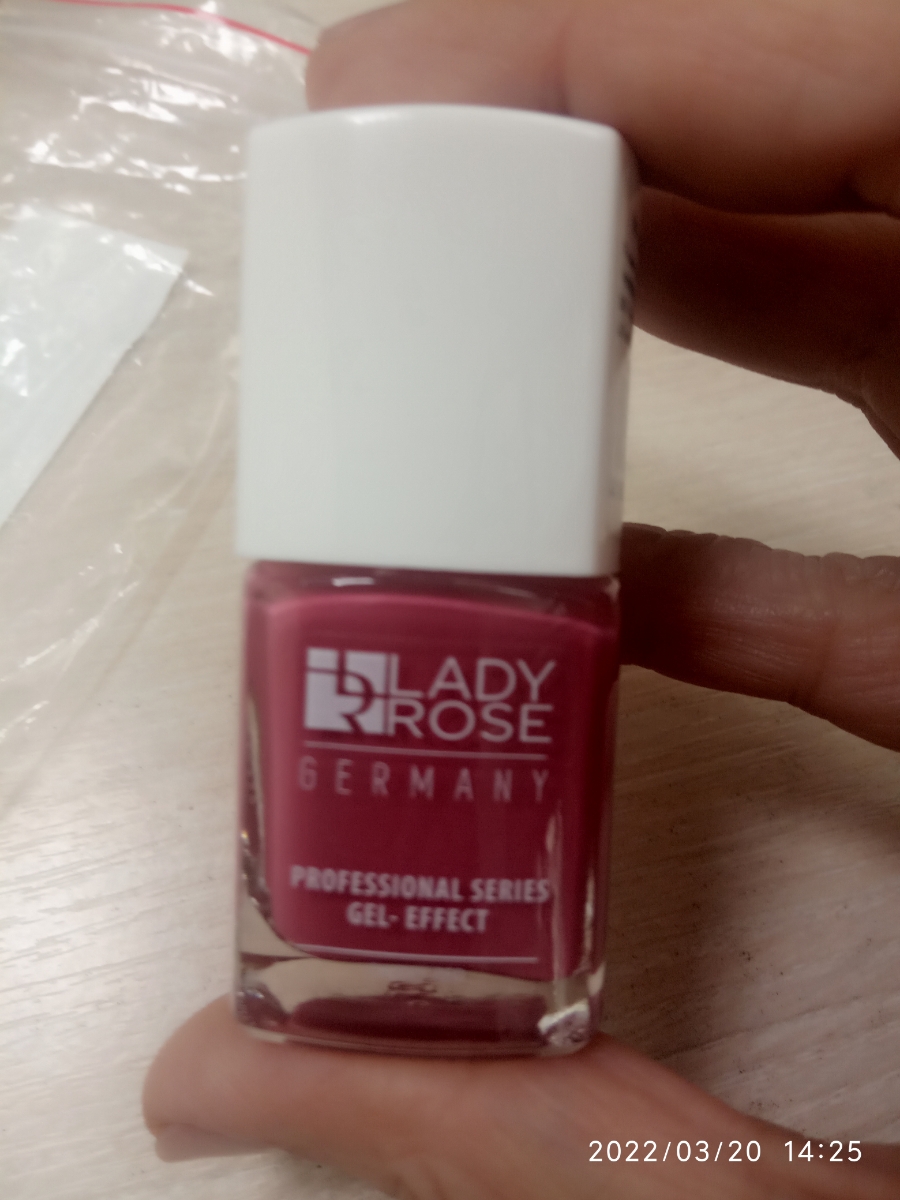 LADY
ROSE
GERMANY
PROFESSIONAL SERIES
GEL- EFFECT
2022/03/20 14:25